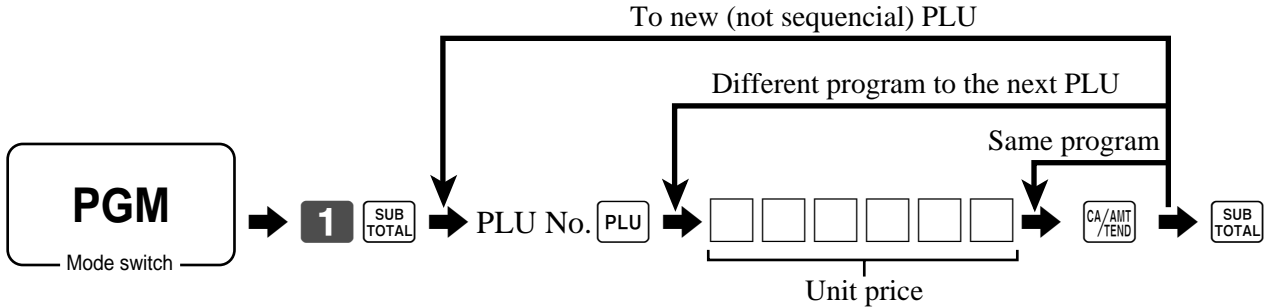 To new (not sequencial) PLU
Different program to the next PLU
Same program
PGM
Mode switch
1
SUB
TOTAL
PLU No.
PLU
CA/AMT
/TEND
SUB
TOTAL
Unit price